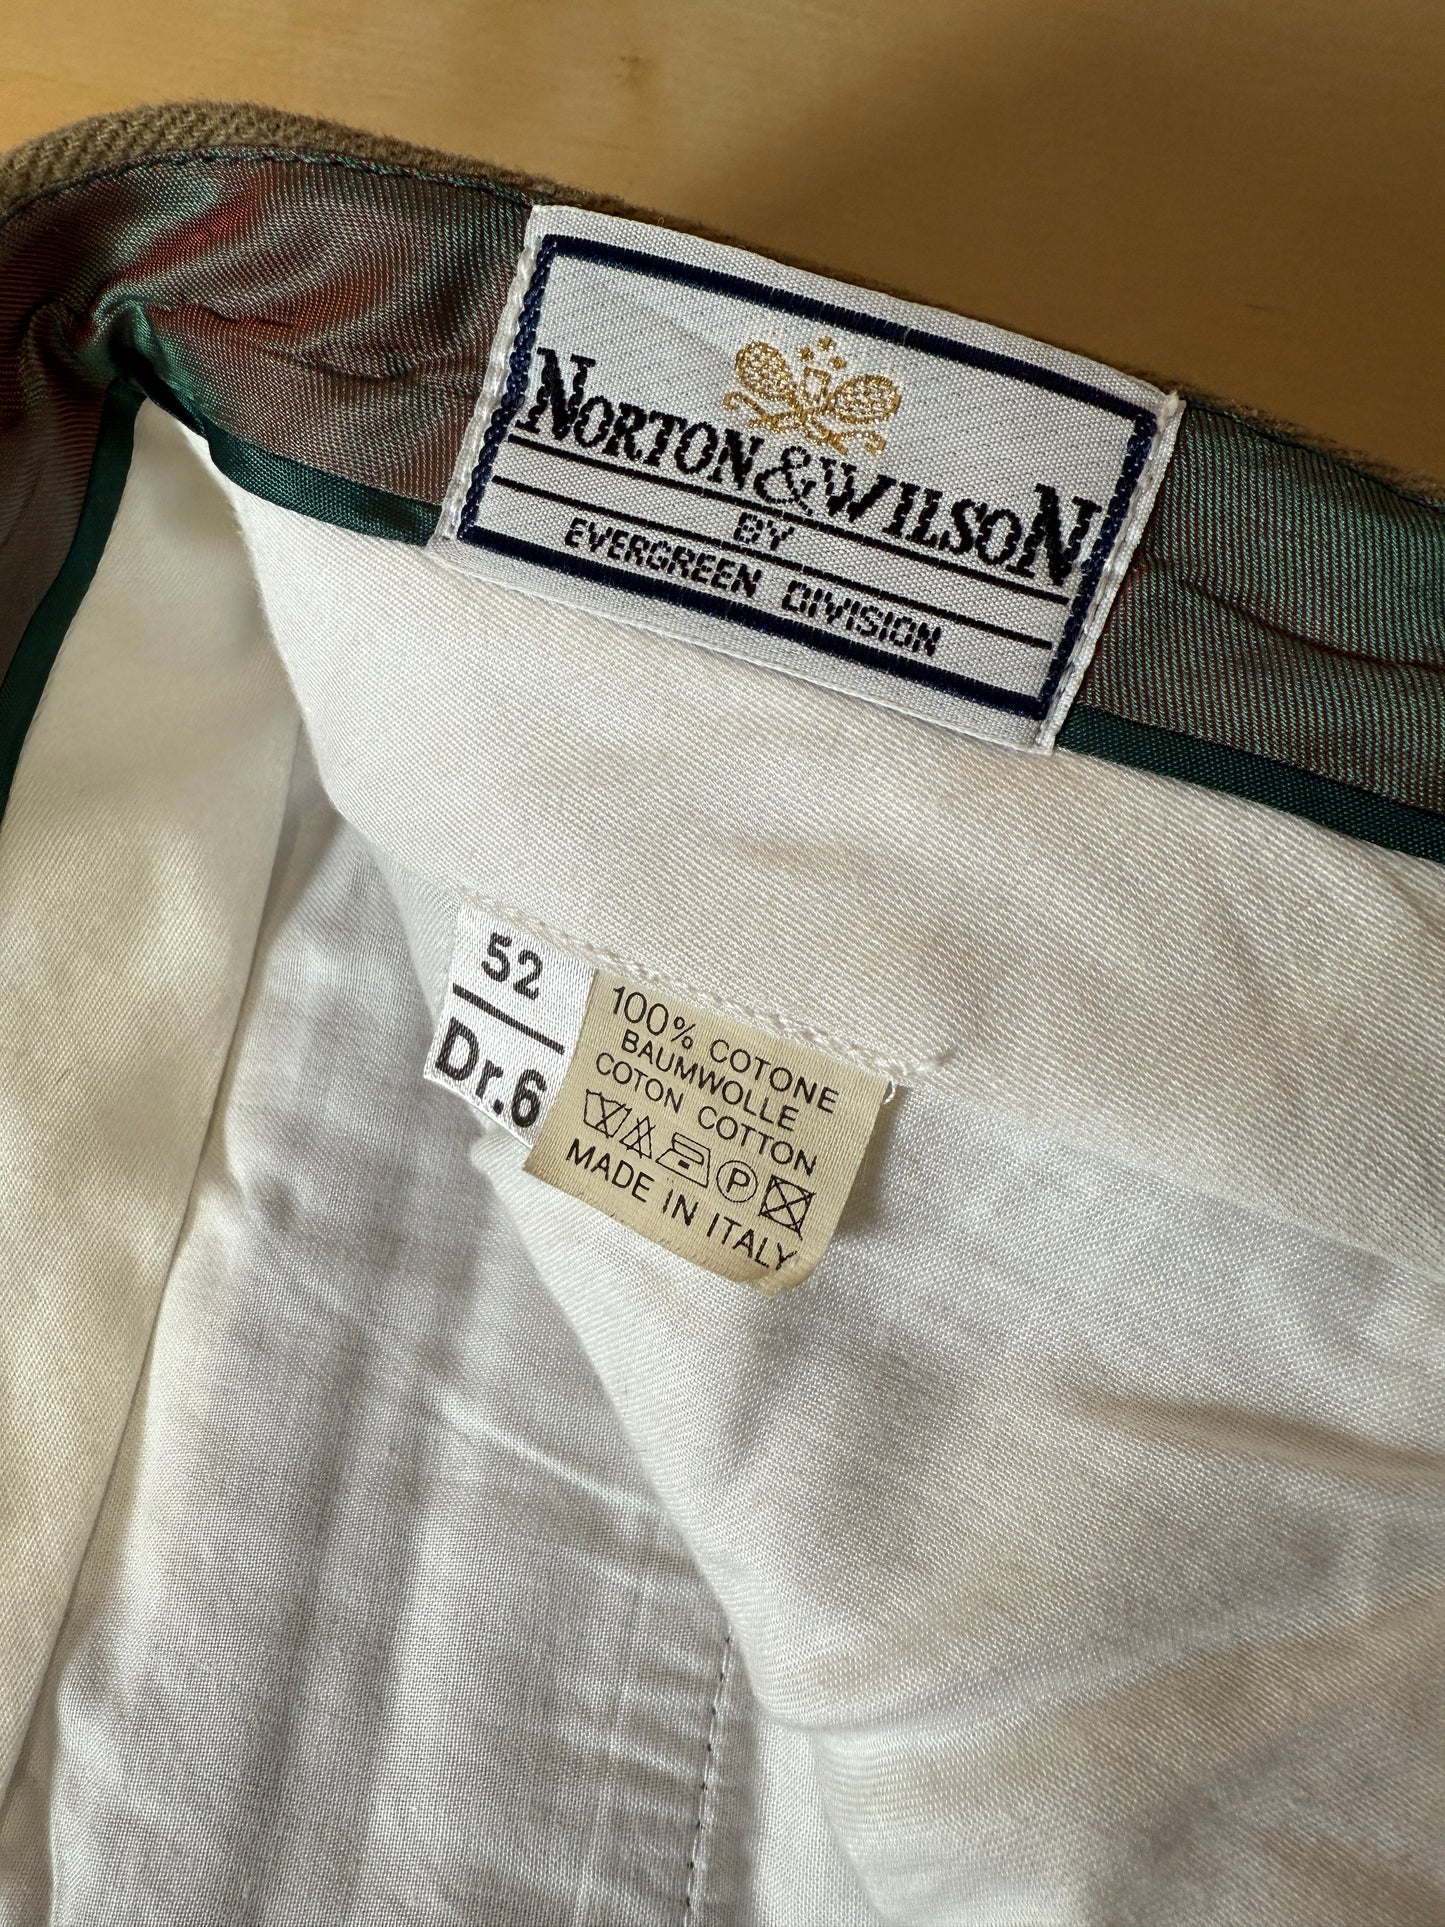 NORTON & WILSON
BY
EVERGREEN DIVISION
52
Dr.6
100% COTONE
BAUMWOLLE
COTON COTTON
P
MADE IN ITALY